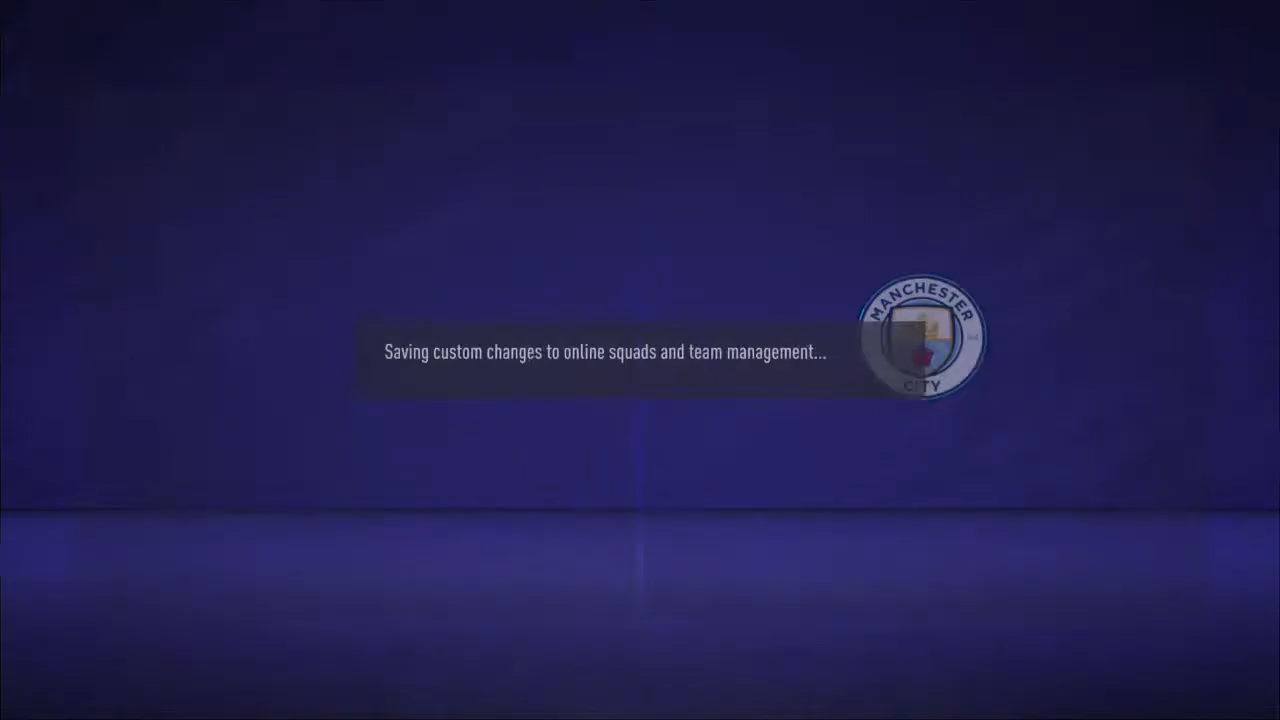 MANCHESTER
Saving custom changes to online squads and team management...
CITY